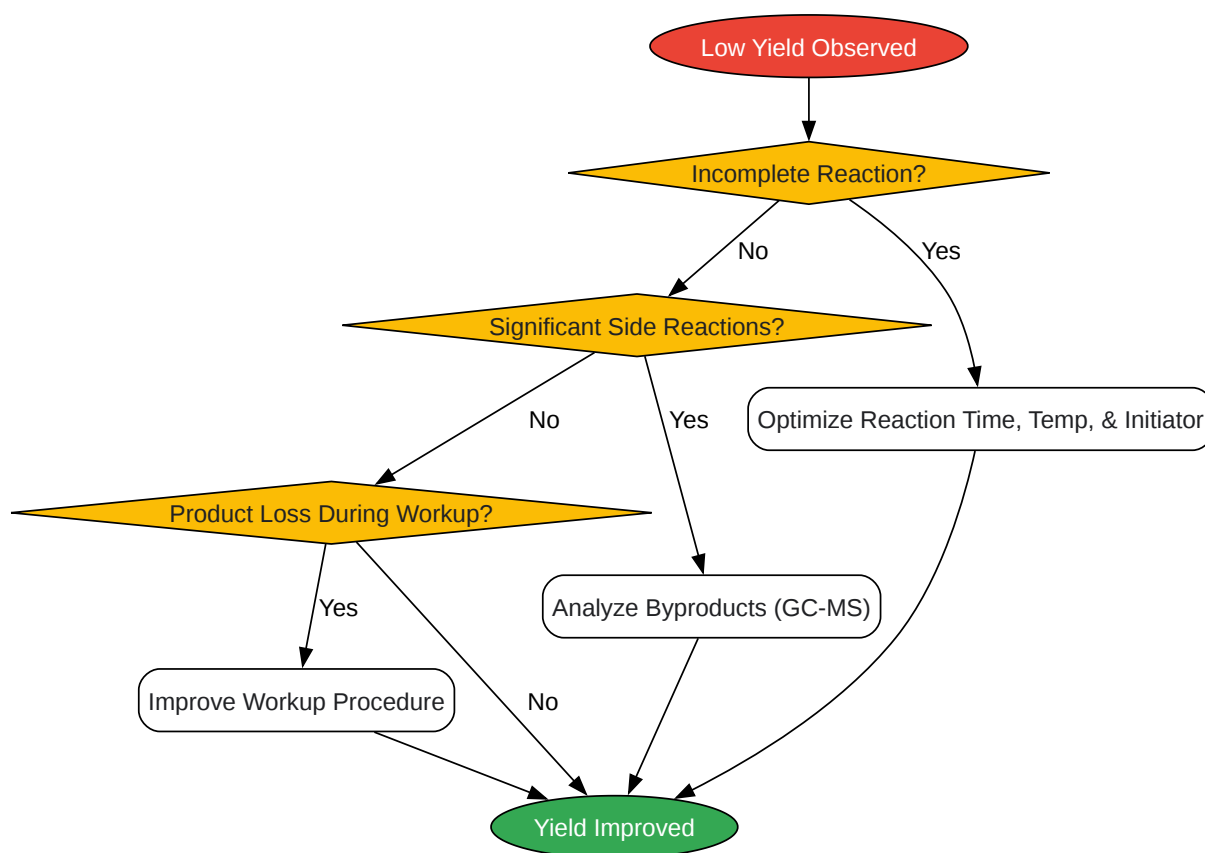 Low Yield Observed
Incomplete Reaction?
No
Yes
Significant Side Reactions?
Optimize Reaction Time, Temp, & Initiator
No
Yes
Product Loss During Workup?
Analyze Byproducts (GC-MS)
Yes
Improve Workup Procedure
No
Yield Improved